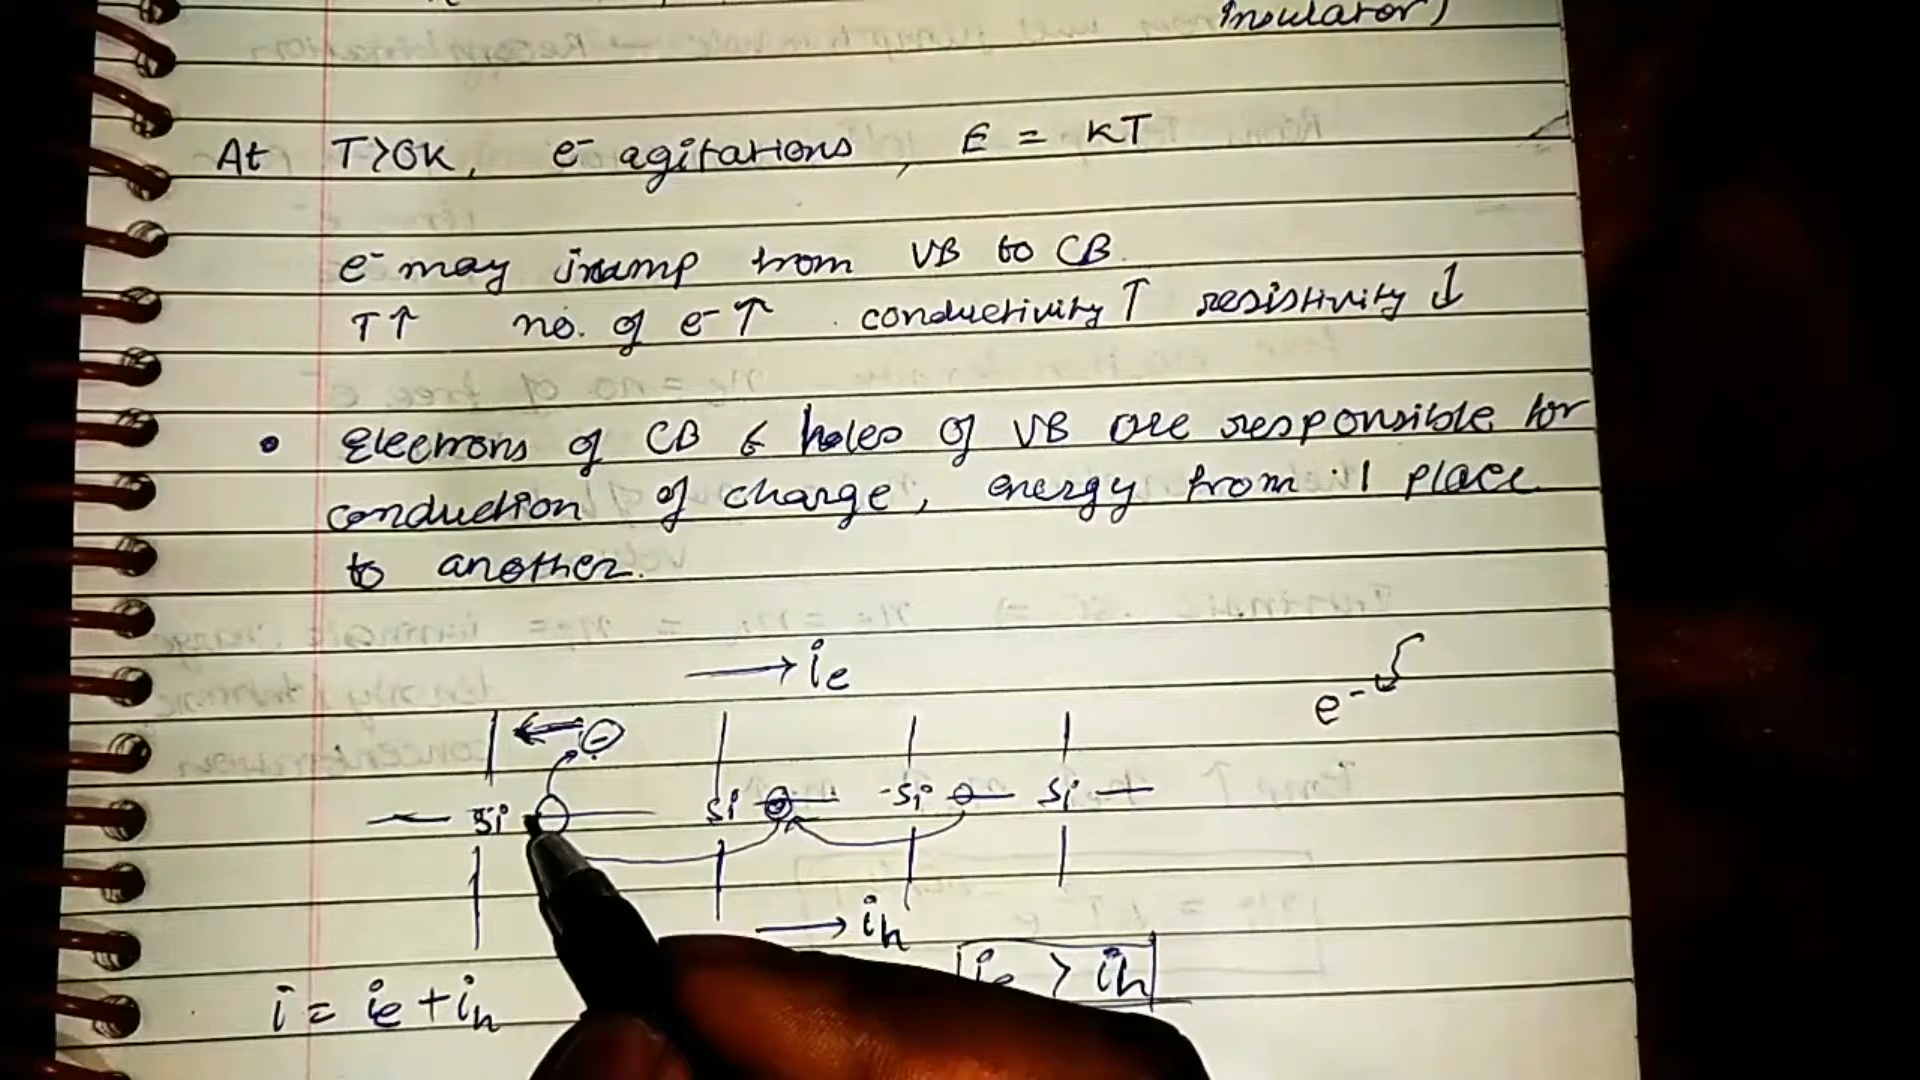 Insulator)
At T>0K, e⁻ agitations, E = KT
e⁻ may jump from VB to CB.
T↑ no. of e⁻ ↑ conductivity ↑ resistivity ↓
• Electrons of CB & holes of VB are responsible for
conduction of charge, energy from 1 place
to another.
→ ie
e⁻
Si Si Si Si
→ ih
ie > ih
i = ie + ih